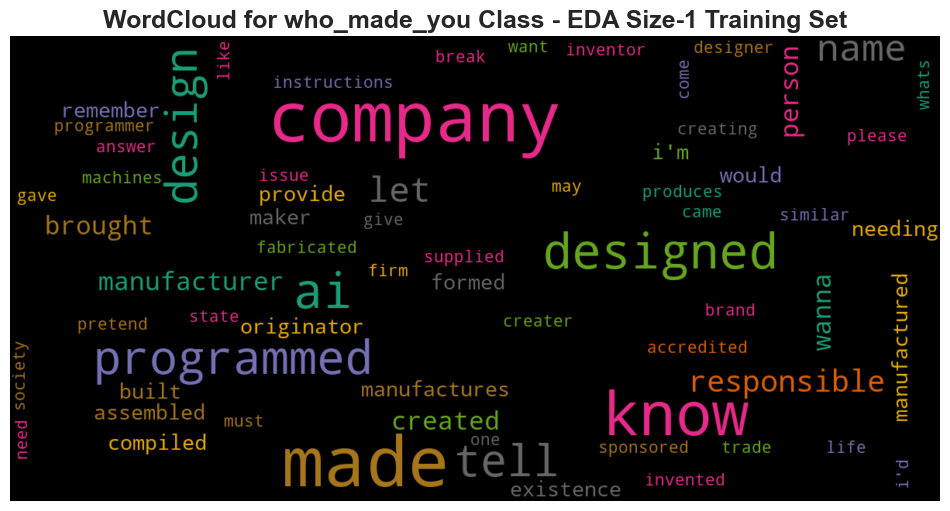 WordCloud for who_made_you Class - EDA Size-1 Training Set
like
break
want
inventor
designer
name
design
instructions
come
person
whats
remember
company
programmer
creating
please
answer
i'm
machines
issue
let
may
would
gave
provide
produces
brought
maker
give
came
similar
needing
fabricated
supplied
designed
manufacturer
ai
firm
formed
wanna
manufactured
pretend
state
originator
creater
brand
programmed
accredited
need society
built
manufactures
responsible
assembled
must
created
know
compiled
made
tell
one
sponsored
trade
life
i'd
existence
invented